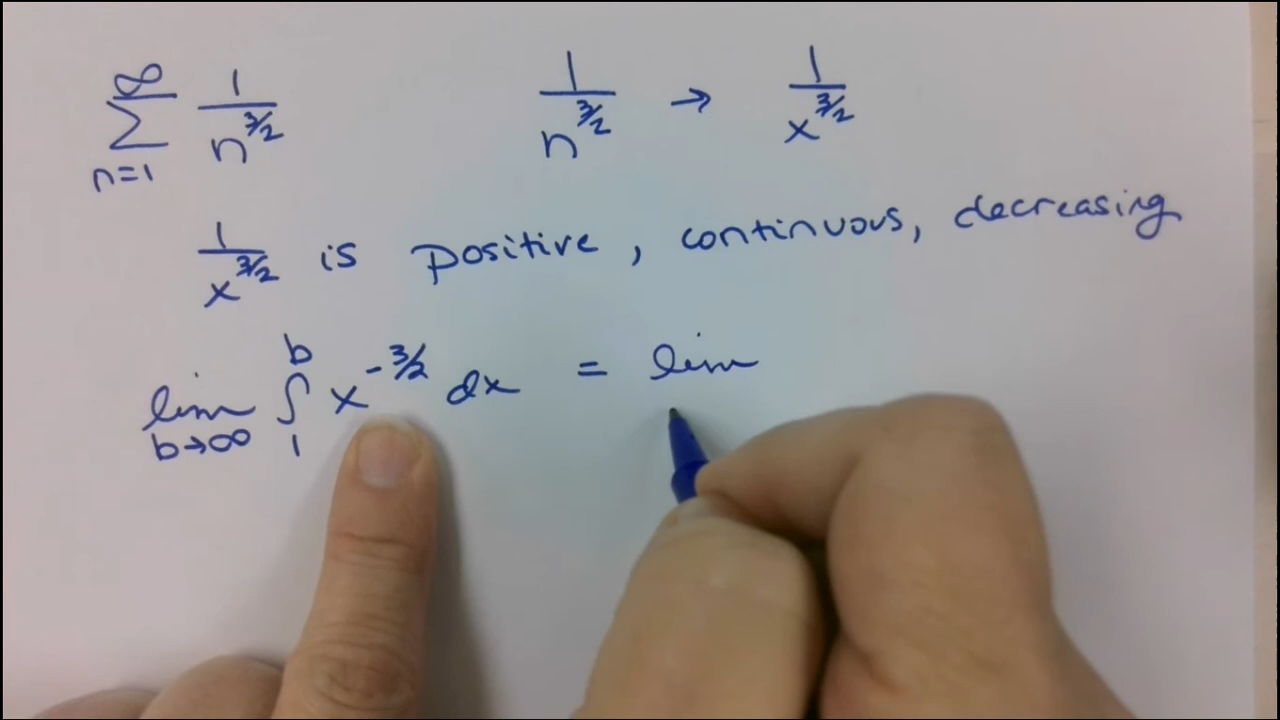 ∞
∑ 1/n^(3/2)    1/n^(3/2) → 1/x^(3/2)
n=1
1/x^(3/2) is positive, continuous, decreasing
b
lim ∫ x^(-3/2) dx = lim
b→∞ 1